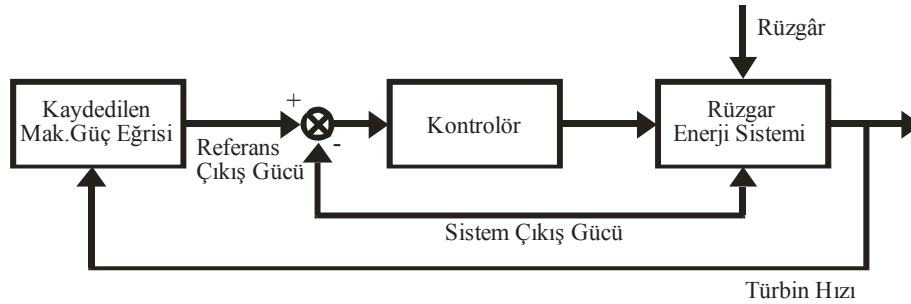 Rüzgâr
Kaydedilen
Mak.Güç Eğrisi
+
-
Referans
Çıkış Gücü
Kontrolör
Rüzgar
Enerji Sistemi
Sistem Çıkış Gücü
Türbin Hızı